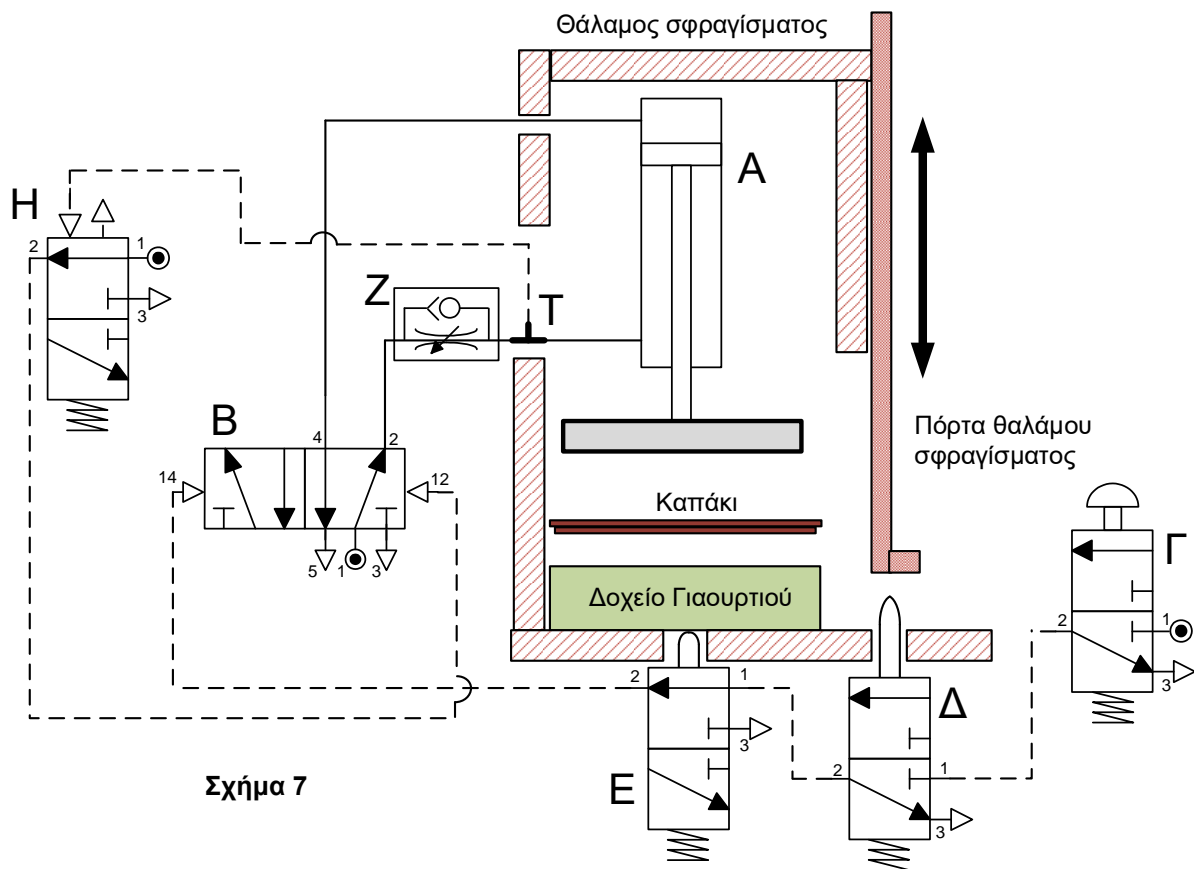 Θάλαμος σφραγίσματος
Α
Η
2
1
3
Ζ
Τ
Β
4
2
14
12
5
1
3
Πόρτα θαλάμου
σφραγίσματος
Καπάκι
Δοχείο Γιαουρτιού
Γ
2
1
3
2
1
3
Ε
Δ
2
1
3
Σχήμα 7